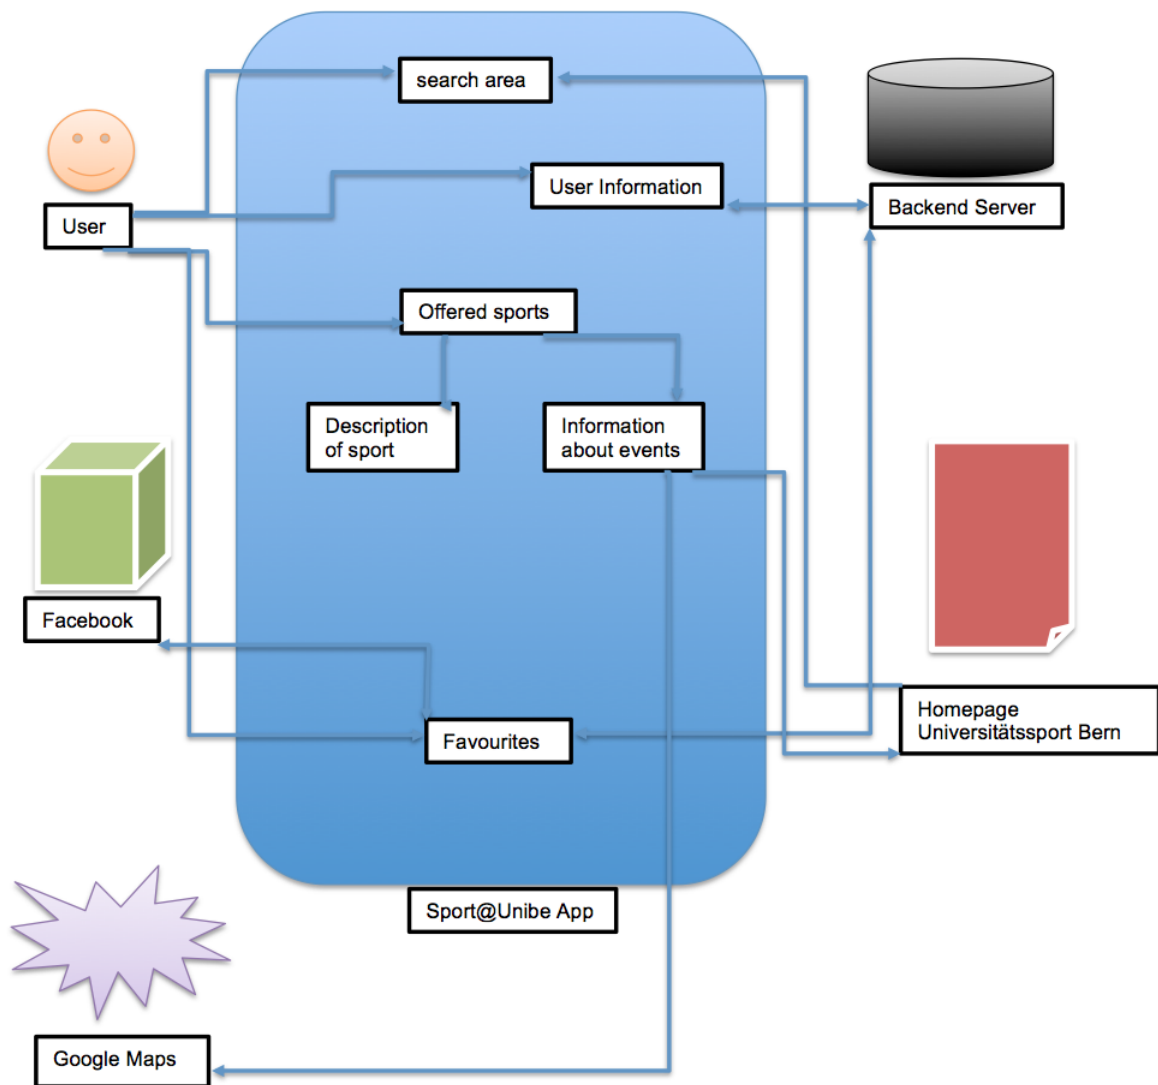 search area
User Information
User
Backend Server
Offered sports
Description
of sport
Information
about events
Facebook
Homepage
Universitätssport Bern
Favourites
Sport@Unibe App
Google Maps